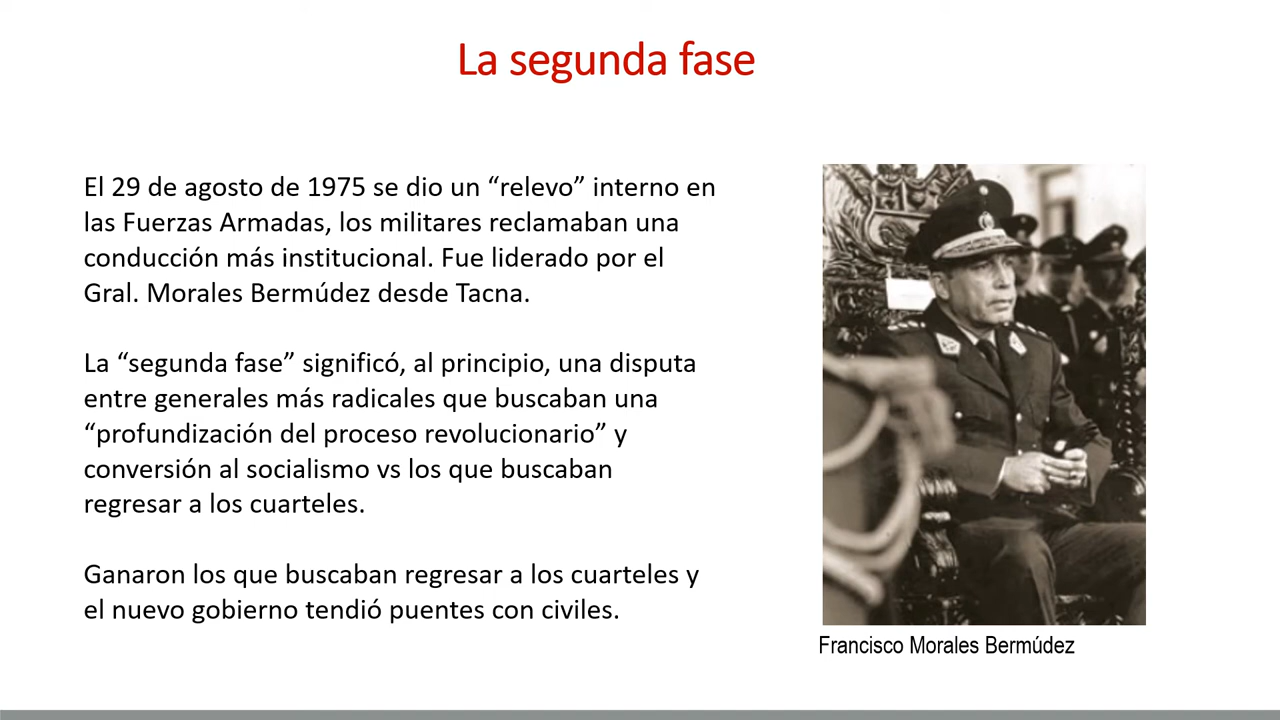 La segunda fase
El 29 de agosto de 1975 se dio un “relevo” interno en
las Fuerzas Armadas, los militares reclamaban una
conducción más institucional. Fue liderado por el
Gral. Morales Bermúdez desde Tacna.
La “segunda fase” significó, al principio, una disputa
entre generales más radicales que buscaban una
“profundización del proceso revolucionario” y
conversión al socialismo vs los que buscaban
regresar a los cuarteles.
Ganaron los que buscaban regresar a los cuarteles y
el nuevo gobierno tendió puentes con civiles.
Francisco Morales Bermúdez